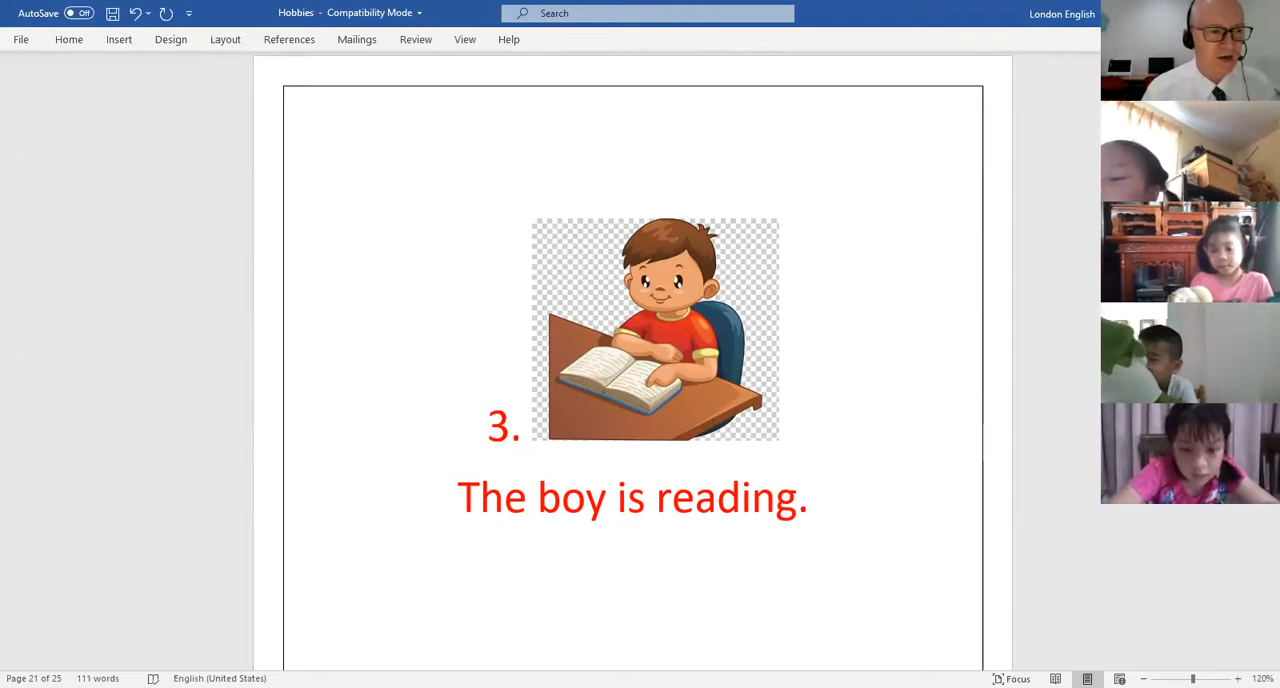 AutoSave Off
Hobbies - Compatibility Mode
Search
London English
File Home Insert Design Layout References Mailings Review View Help
3.
The boy is reading.
Page 21 of 25 111 words English (United States) Focus 120%